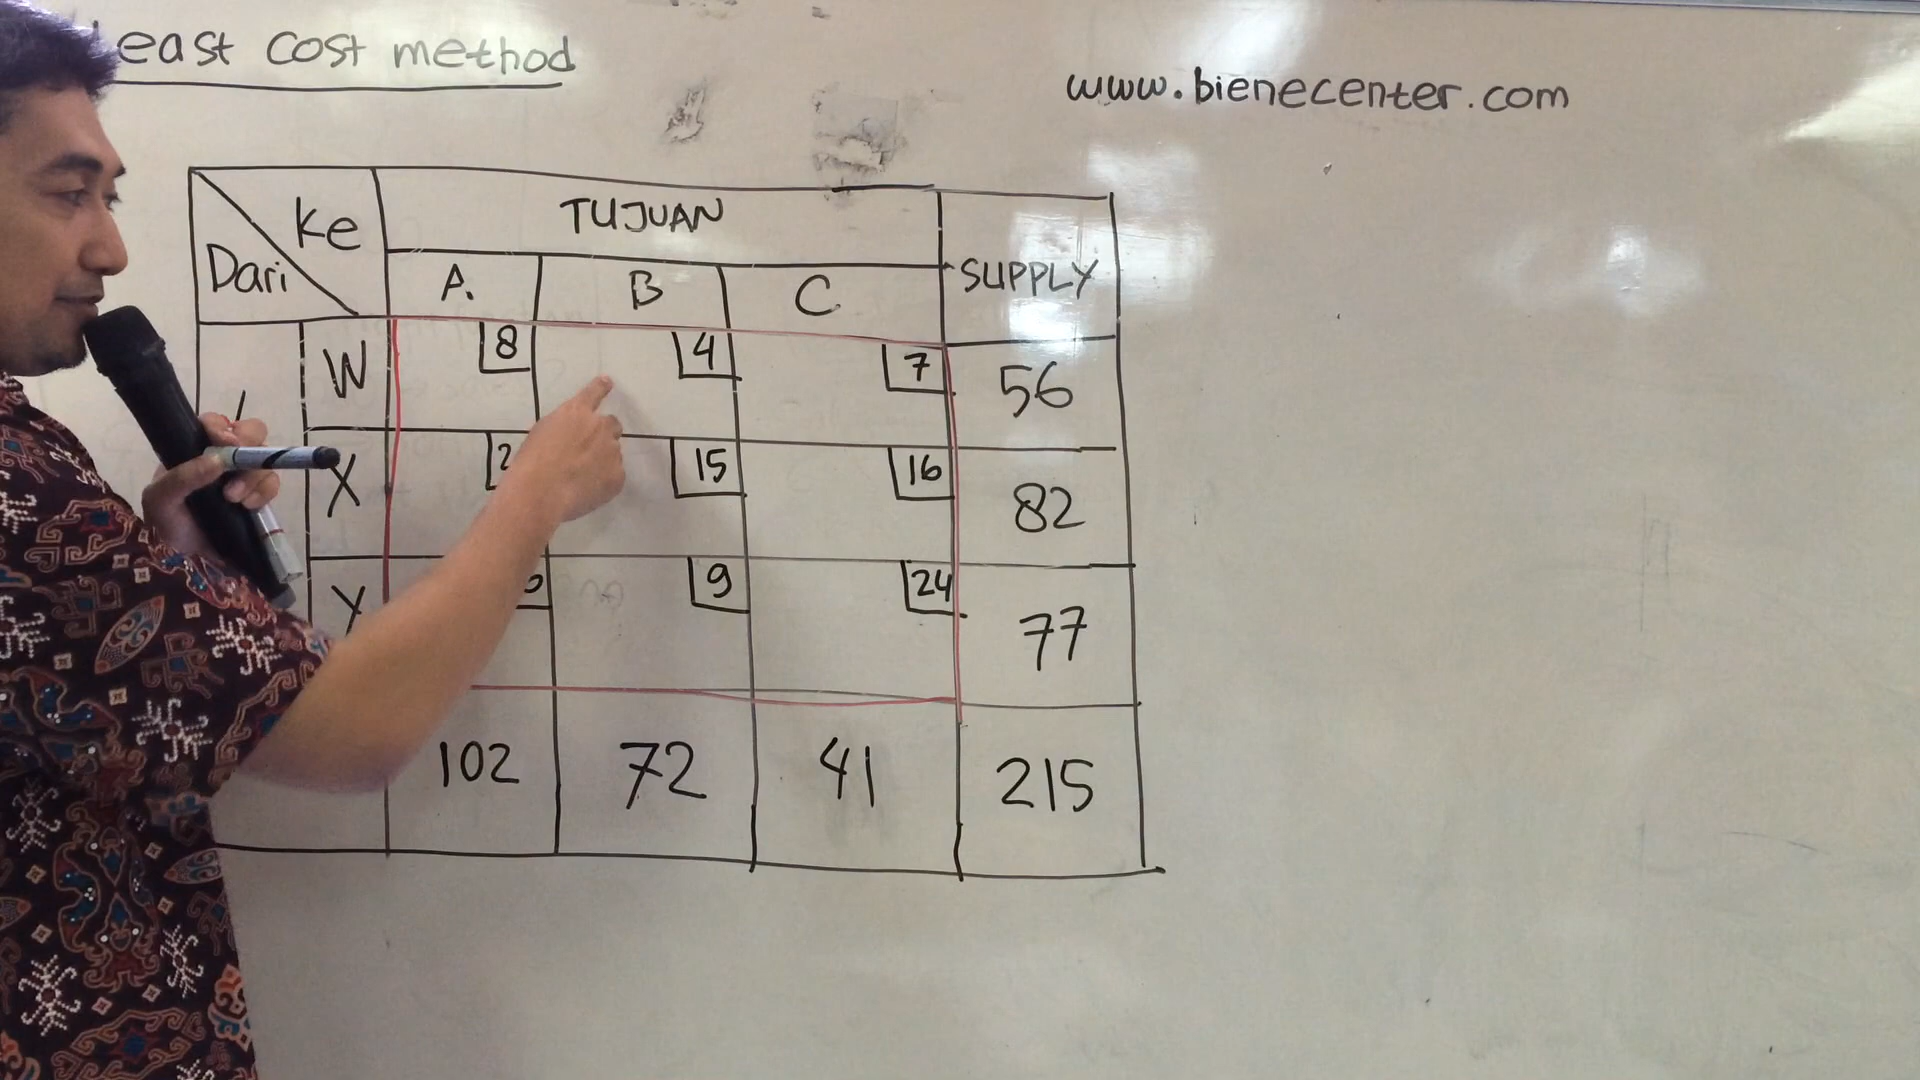 east cost method
www.bienecenter.com
Ke TUJUAN
Dari A. B C SUPPLY
W 8 4 7 56
X 2 15 16 82
Y 9 24 77
102 72 41 215